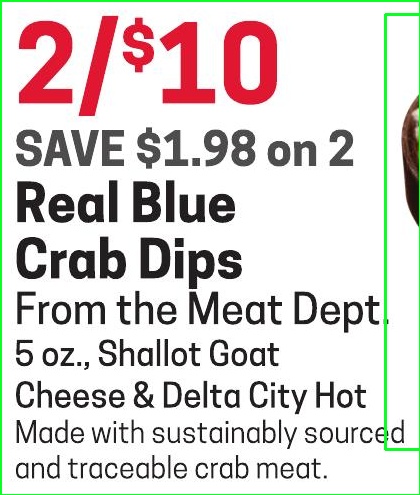 2/$10
SAVE $1.98 on 2
Real Blue
Crab Dips
From the Meat Dept.
5 oz., Shallot Goat
Cheese & Delta City Hot
Made with sustainably sourced
and traceable crab meat.